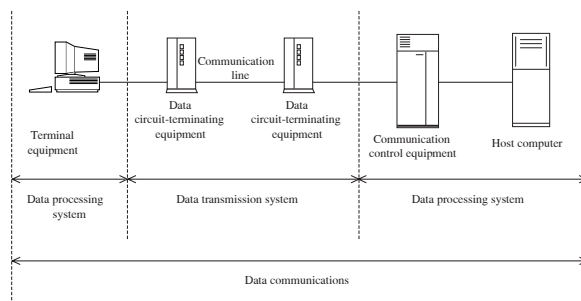 Communication
line
Data
circuit-terminating
equipment
Data
circuit-terminating
equipment
Terminal
equipment
Communication
control equipment
Host computer
Data processing
system
Data transmission system
Data processing system
Data communications